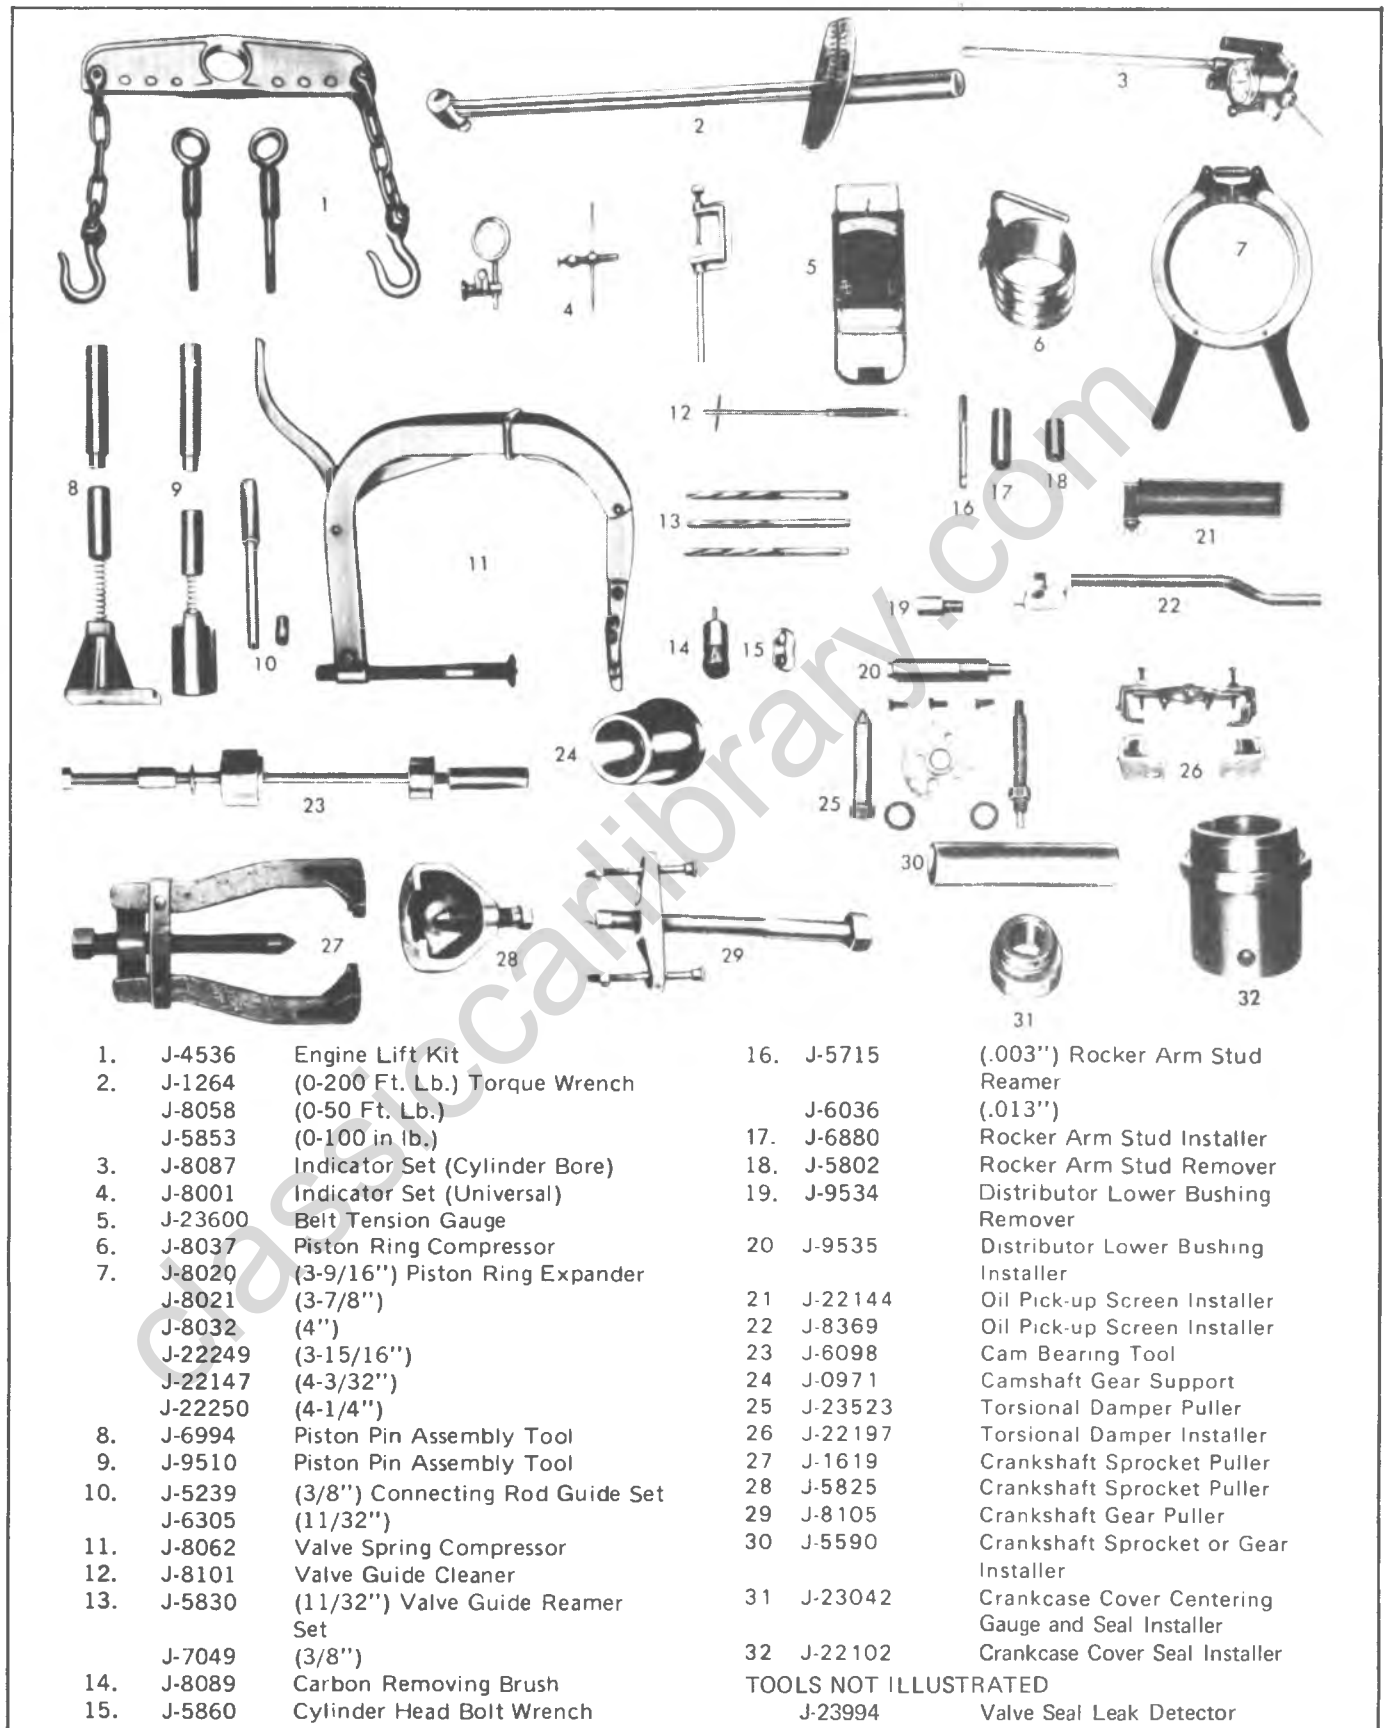 1
2
3
4
5
6
7
8
9
10
11
12
13
14
15
16
17
18
19
20
21
22
23
24
25
26
27
28
29
30
31
32
1. J-4536 Engine Lift Kit
2. J-1264 (0-200 Ft. Lb.) Torque Wrench
J-8058 (0-50 Ft. Lb.)
J-5853 (0-100 in lb.)
3. J-8087 Indicator Set (Cylinder Bore)
4. J-8001 Indicator Set (Universal)
5. J-23600 Belt Tension Gauge
6. J-8037 Piston Ring Compressor
7. J-8020 (3-9/16") Piston Ring Expander
J-8021 (3-7/8")
J-8032 (4")
J-22249 (3-15/16")
J-22147 (4-3/32")
J-22250 (4-1/4")
8. J-6994 Piston Pin Assembly Tool
9. J-9510 Piston Pin Assembly Tool
10. J-5239 (3/8") Connecting Rod Guide Set
J-6305 (11/32")
11. J-8062 Valve Spring Compressor
12. J-8101 Valve Guide Cleaner
13. J-5830 (11/32") Valve Guide Reamer
Set
J-7049 (3/8")
14. J-8089 Carbon Removing Brush
15. J-5860 Cylinder Head Bolt Wrench
16. J-5715 (.003") Rocker Arm Stud
Reamer
J-6036 (.013")
17. J-6880 Rocker Arm Stud Installer
18. J-5802 Rocker Arm Stud Remover
19. J-9534 Distributor Lower Bushing
Remover
20 J-9535 Distributor Lower Bushing
Installer
21 J-22144 Oil Pick-up Screen Installer
22 J-8369 Oil Pick-up Screen Installer
23 J-6098 Cam Bearing Tool
24 J-0971 Camshaft Gear Support
25 J-23523 Torsional Damper Puller
26 J-22197 Torsional Damper Installer
27 J-1619 Crankshaft Sprocket Puller
28 J-5825 Crankshaft Sprocket Puller
29 J-8105 Crankshaft Gear Puller
30 J-5590 Crankshaft Sprocket or Gear
Installer
31 J-23042 Crankcase Cover Centering
Gauge and Seal Installer
32 J-22102 Crankcase Cover Seal Installer
TOOLS NOT ILLUSTRATED
J-23994 Valve Seal Leak Detector
classiccarlibrary.com